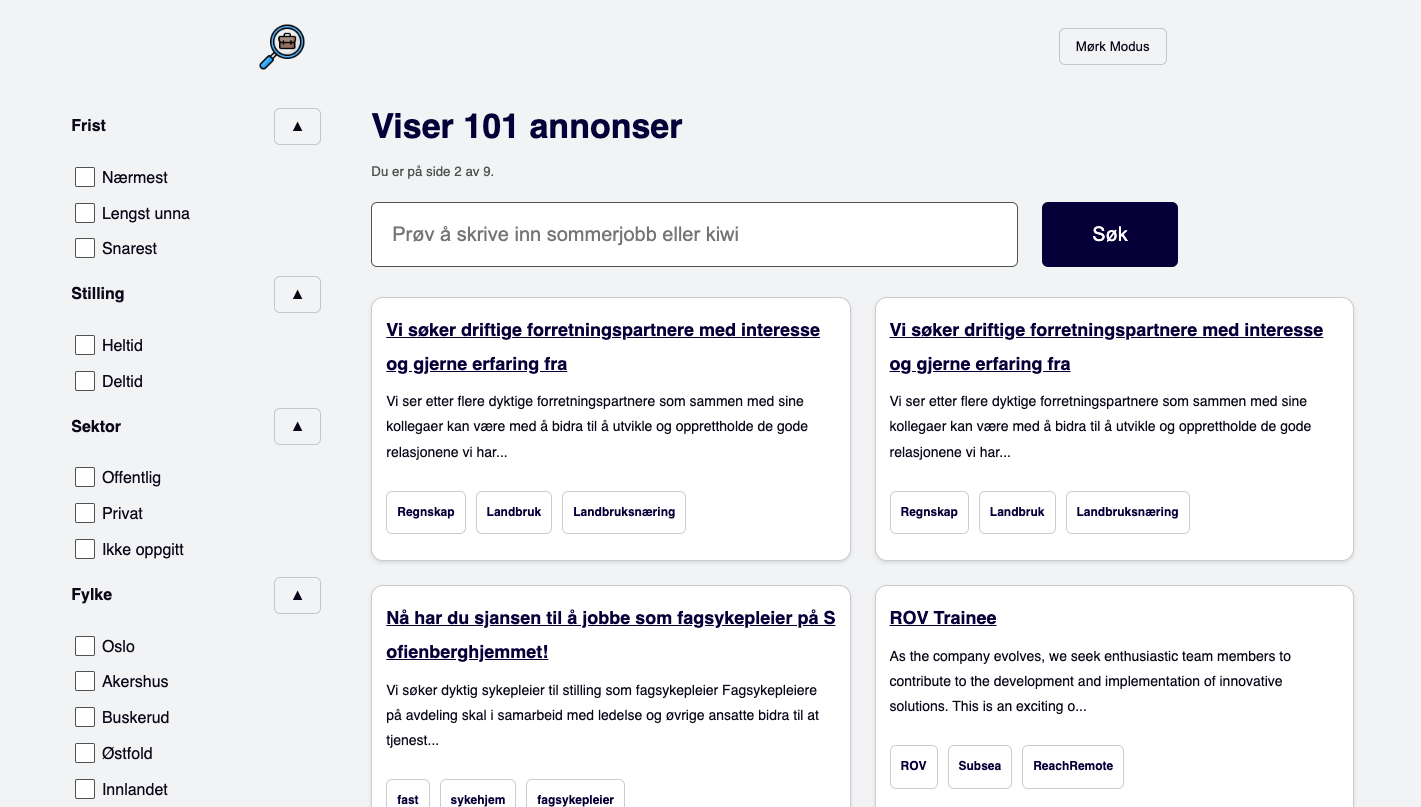 Mørk Modus
Frist
▲
Nærmest
Lengst unna
Snarest
Stilling
▲
Heltid
Deltid
Sektor
▲
Offentlig
Privat
Ikke oppgitt
Fylke
▲
Oslo
Akershus
Buskerud
Østfold
Innlandet
Viser 101 annonser
Du er på side 2 av 9.
Prøv å skrive inn sommerjobb eller kiwi
Søk
Vi søker driftige forretningspartnere med interesse
og gjerne erfaring fra
Vi ser etter flere dyktige forretningspartnere som sammen med sine
kollegaer kan være med å bidra til å utvikle og opprettholde de gode
relasjonene vi har...
Regnskap
Landbruk
Landbruksnæring
Vi søker driftige forretningspartnere med interesse
og gjerne erfaring fra
Vi ser etter flere dyktige forretningspartnere som sammen med sine
kollegaer kan være med å bidra til å utvikle og opprettholde de gode
relasjonene vi har...
Regnskap
Landbruk
Landbruksnæring
Nå har du sjansen til å jobbe som fagsykepleier på S
ofienberghjemmet!
Vi søker dyktig sykepleier til stilling som fagsykepleier Fagsykepleiere
på avdeling skal i samarbeid med ledelse og øvrige ansatte bidra til at
tjenest...
fast
sykehjem
fagsykepleier
ROV Trainee
As the company evolves, we seek enthusiastic team members to
contribute to the development and implementation of innovative
solutions. This is an exciting o...
ROV
Subsea
ReachRemote